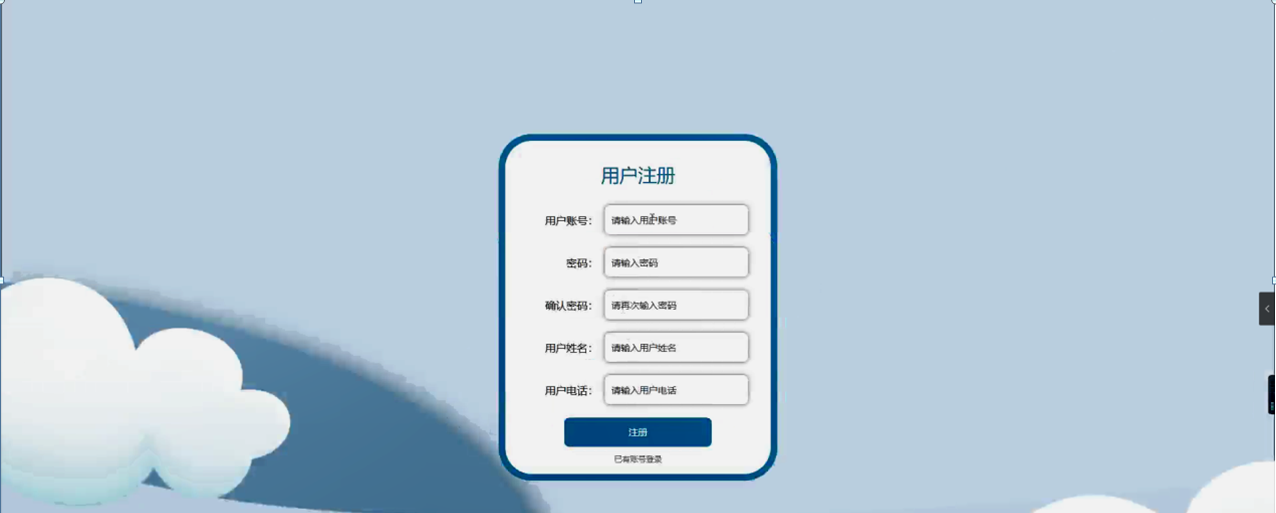 用户注册
用户账号： 请输入用户账号
密码： 请输入密码
确认密码： 请再次输入密码
用户姓名： 请输入用户姓名
用户电话： 请输入用户电话
注册
已有账号登录